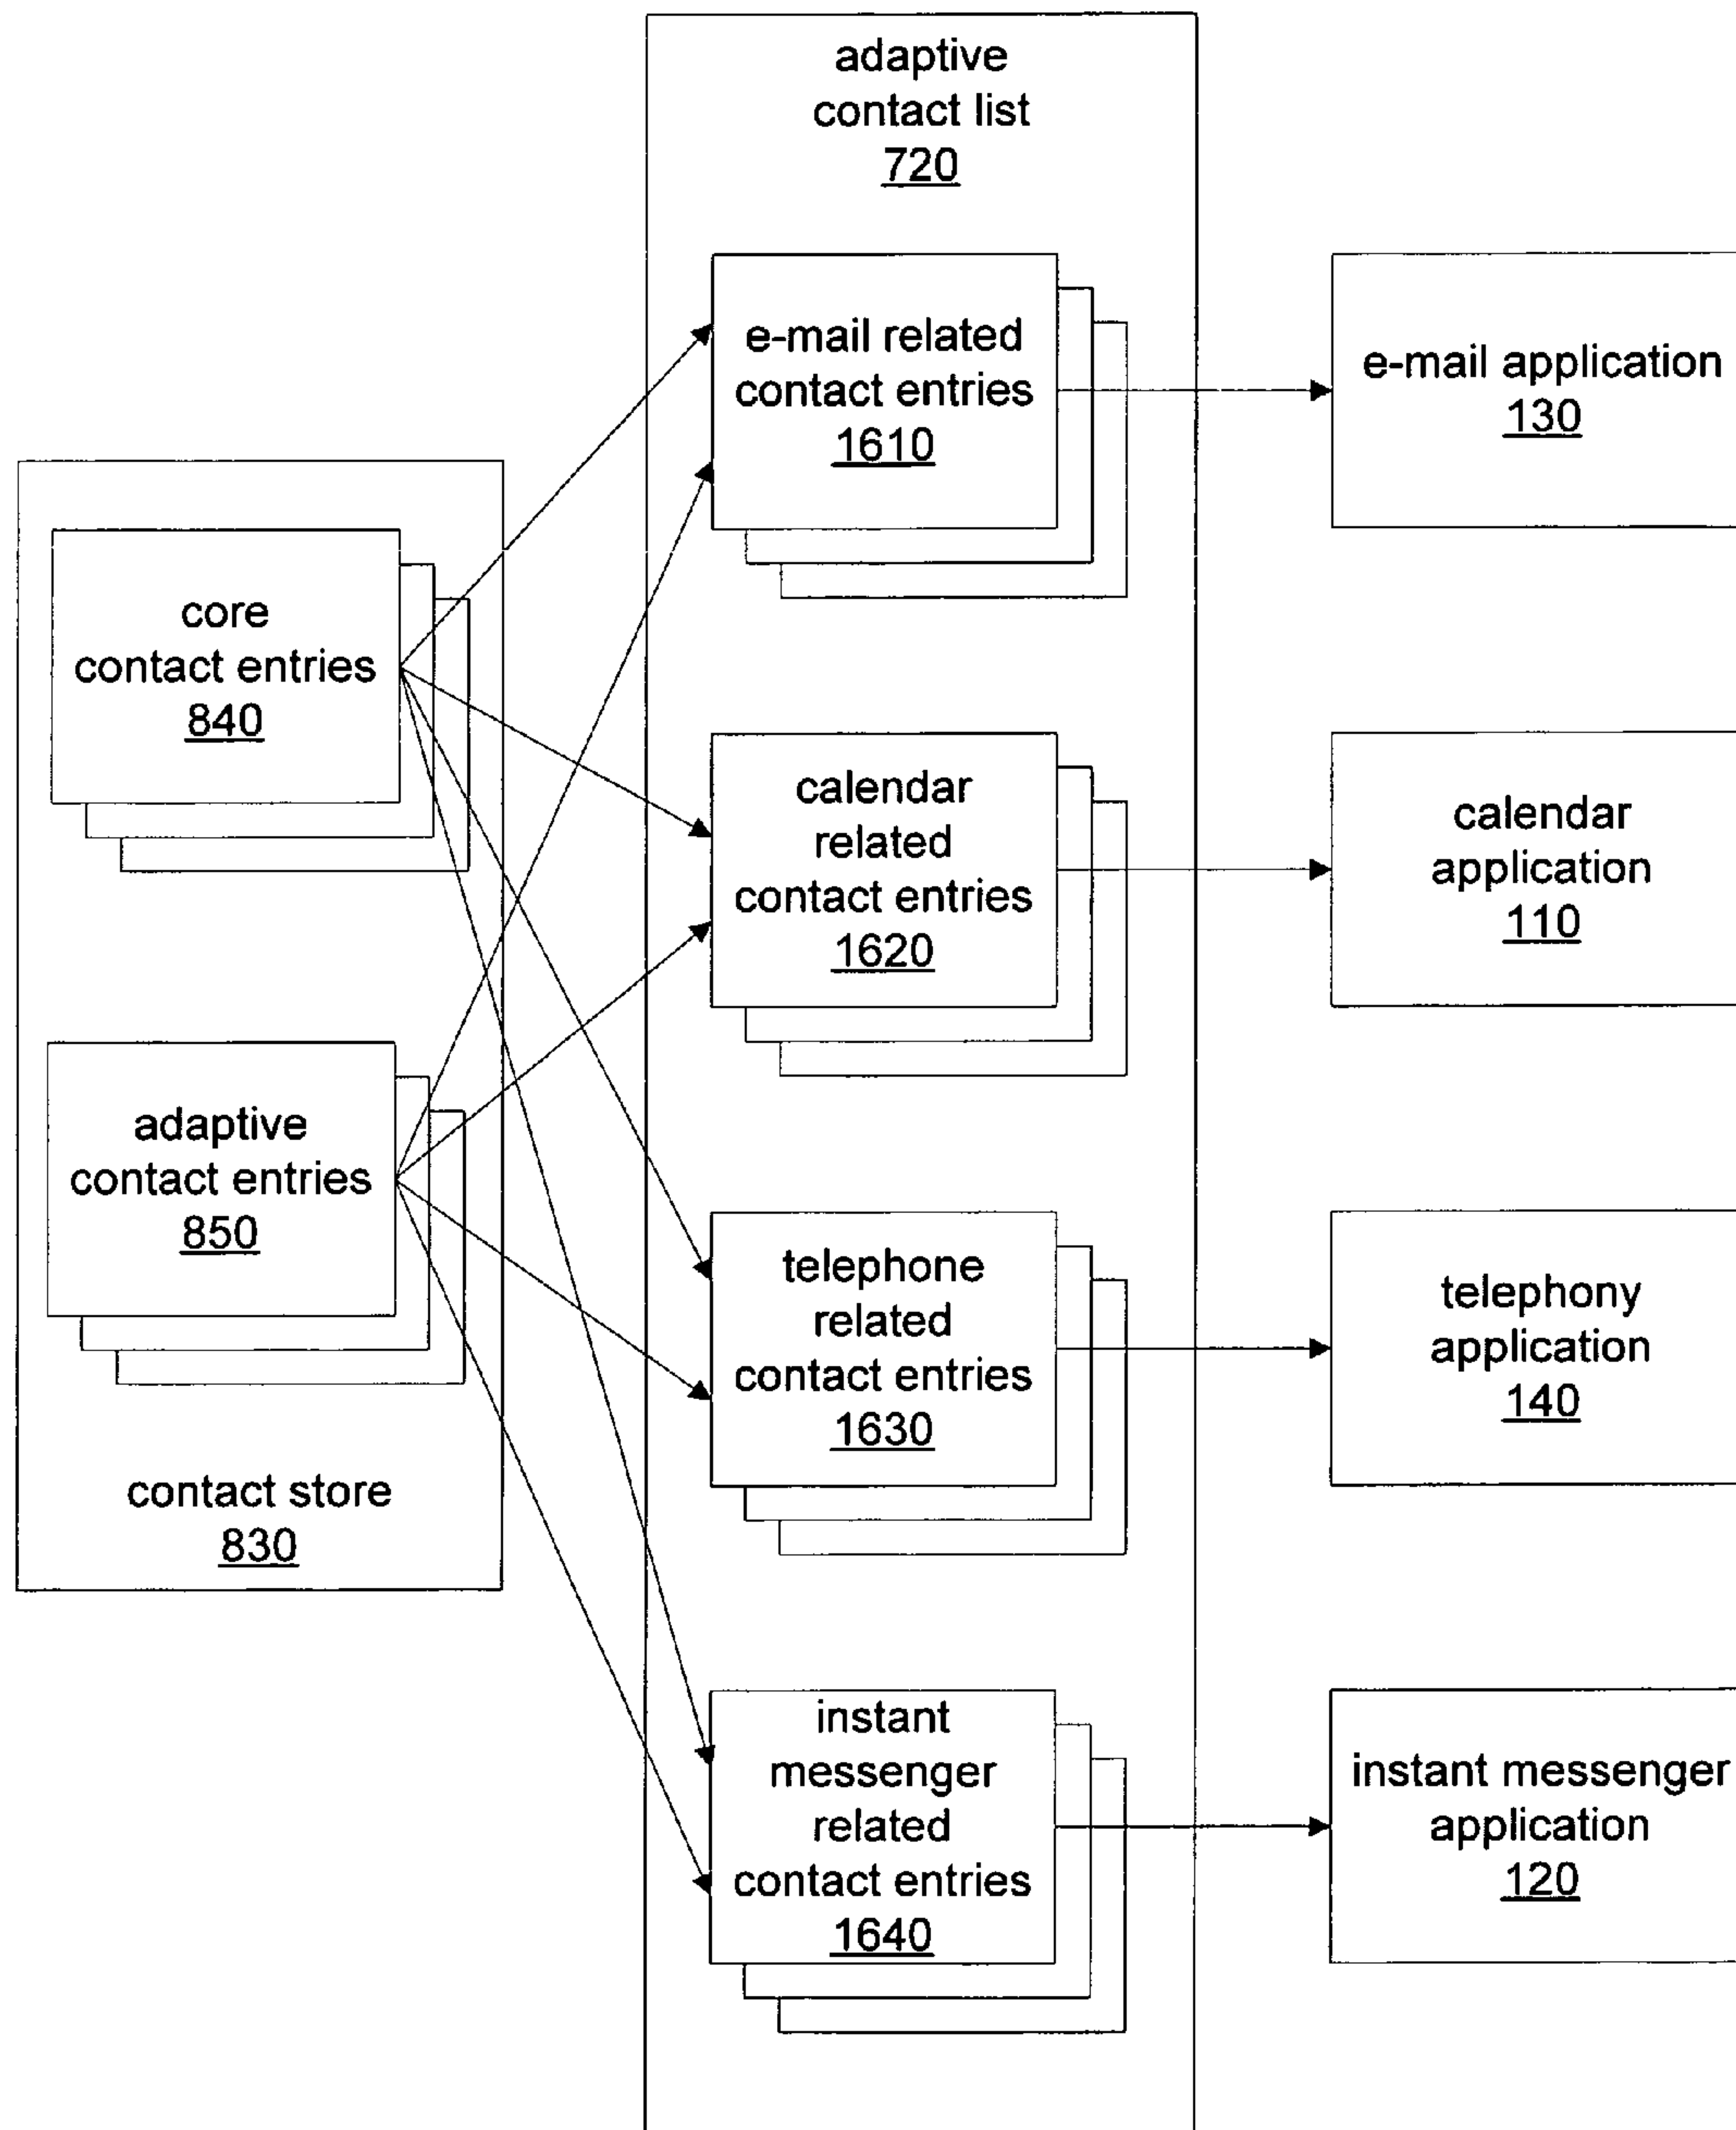 adaptive
contact list
720
e-mail related
contact entries
1610
e-mail application
130
core
contact entries
840
calendar
related
contact entries
1620
calendar
application
110
adaptive
contact entries
850
telephone
related
contact entries
1630
telephony
application
140
contact store
830
instant
messenger
related
contact entries
1640
instant messenger
application
120